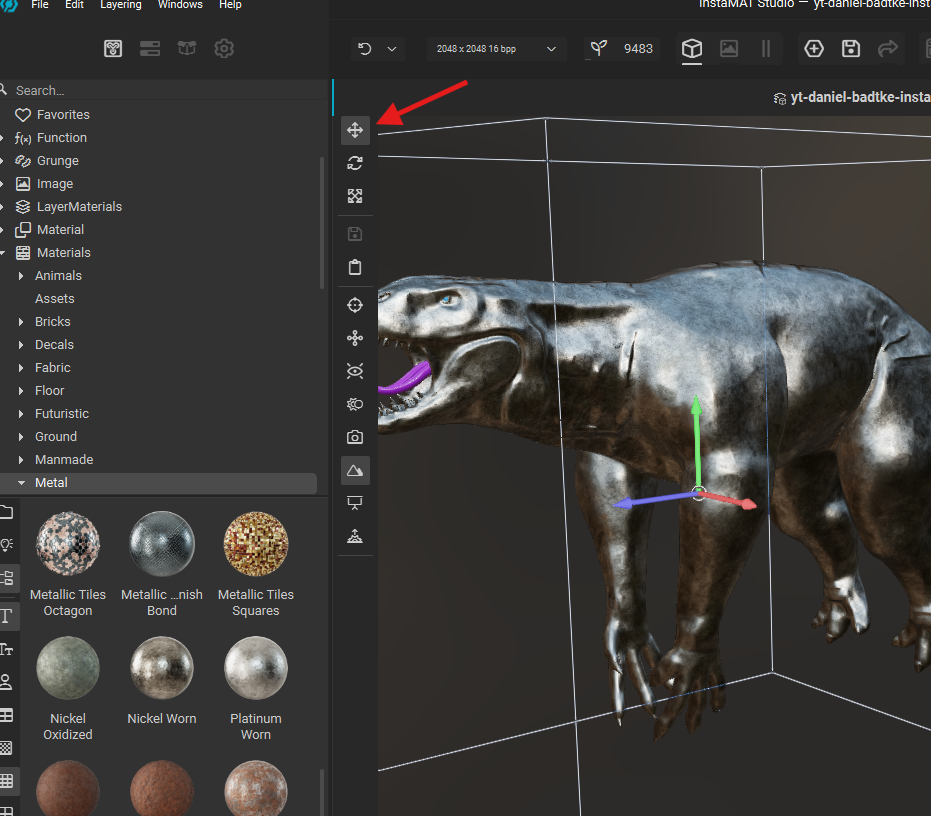 File Edit Layering Windows Help
InstaMAT Studio — yt-daniel-badtke-inst
2048 x 2048 16 bpp
9483
Search...
yt-daniel-badtke-insta
Favorites
f(x) Function
Grunge
Image
LayerMaterials
Material
Materials
Animals
Assets
Bricks
Decals
Fabric
Floor
Futuristic
Ground
Manmade
Metal
Metallic Tiles
Octagon
Metallic ...nish
Bond
Metallic Tiles
Squares
Nickel
Oxidized
Nickel Worn
Platinum
Worn